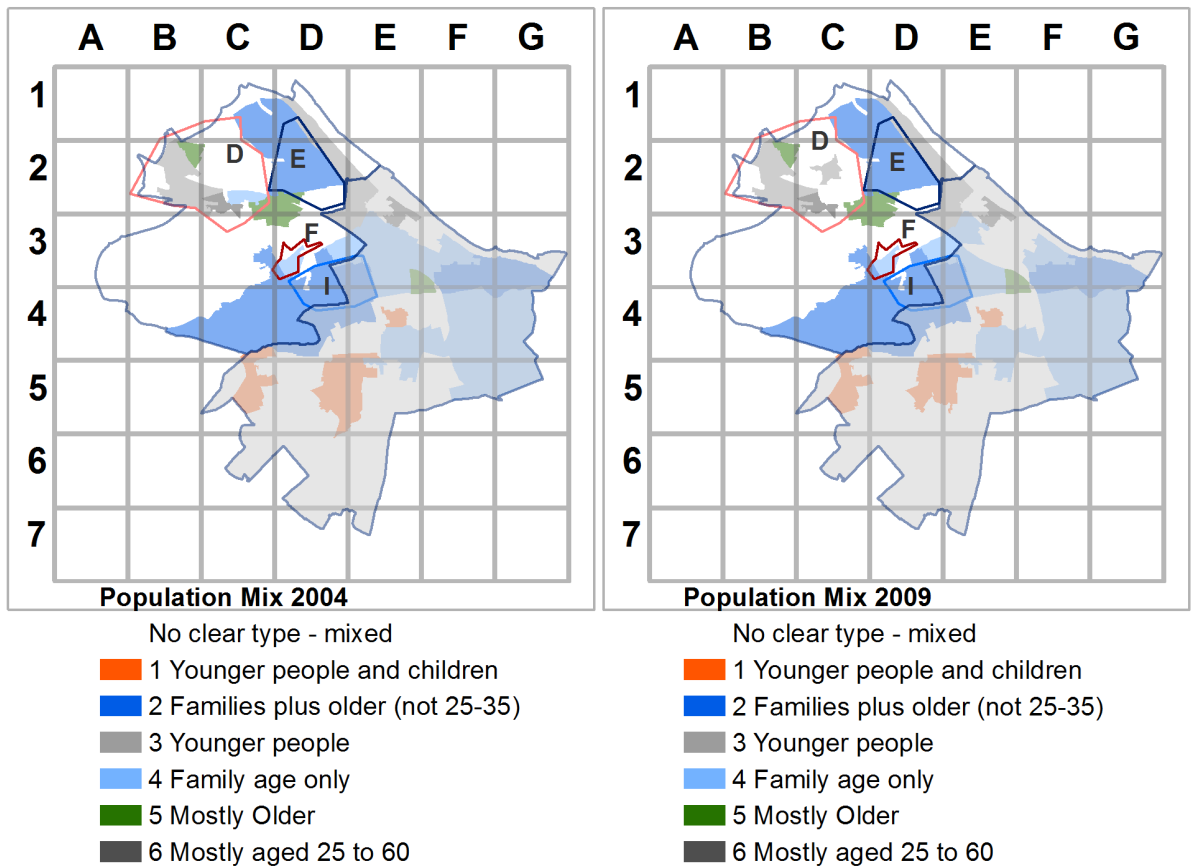 A B C D E F G
1
2
3
4
5
6
7
D
E
F
I
Population Mix 2004
No clear type - mixed
1 Younger people and children
2 Families plus older (not 25-35)
3 Younger people
4 Family age only
5 Mostly Older
6 Mostly aged 25 to 60
A B C D E F G
1
2
3
4
5
6
7
D
E
F
I
Population Mix 2009
No clear type - mixed
1 Younger people and children
2 Families plus older (not 25-35)
3 Younger people
4 Family age only
5 Mostly Older
6 Mostly aged 25 to 60